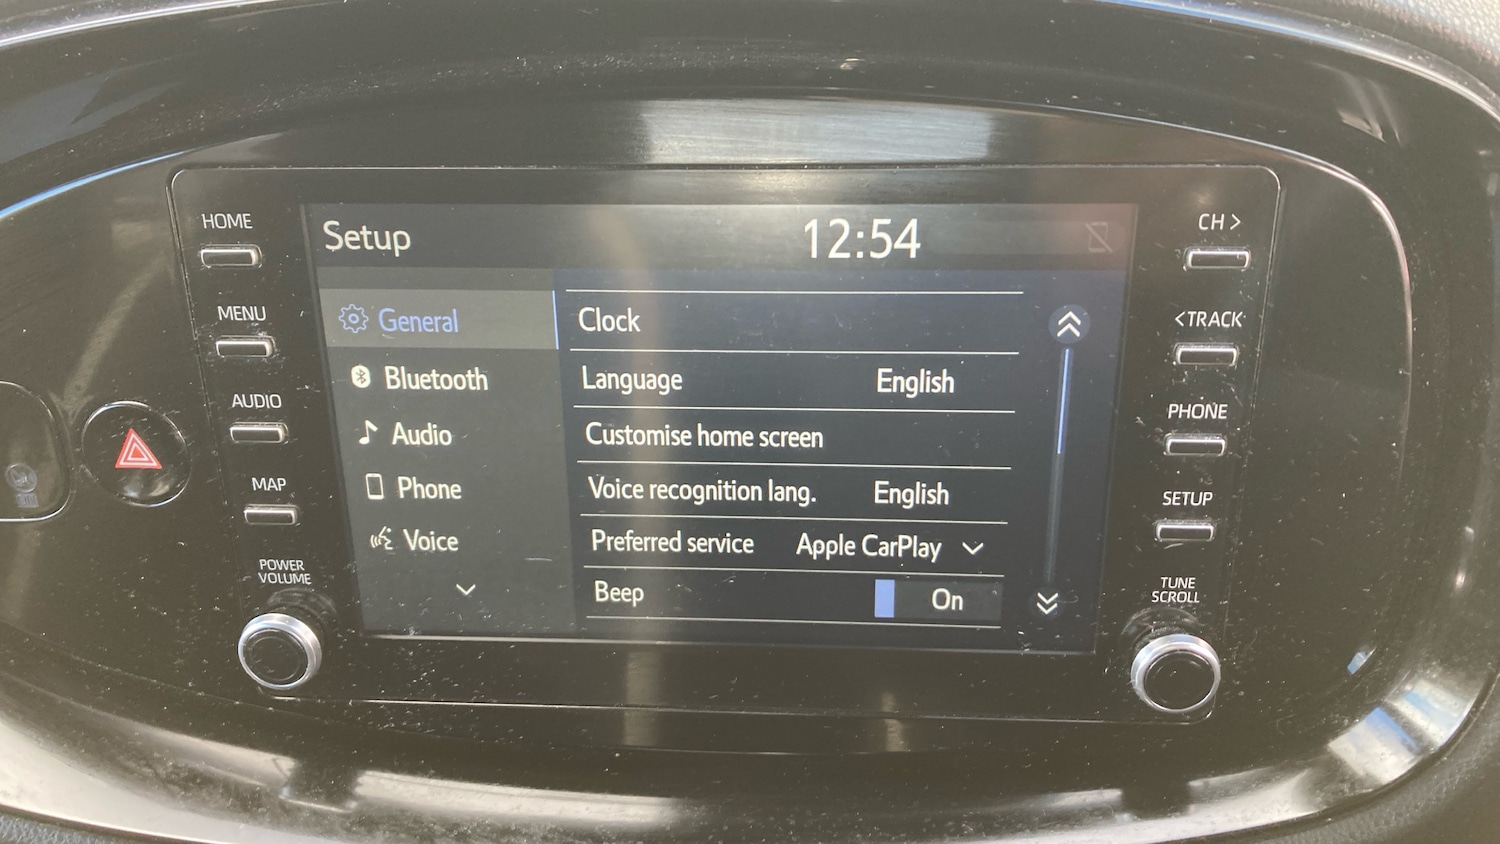 HOME
MENU
AUDIO
MAP
POWER
VOLUME
Setup
12:54
General
Bluetooth
Audio
Phone
Voice
Clock
Language English
Customise home screen
Voice recognition lang. English
Preferred service Apple CarPlay
Beep On
CH >
<TRACK
PHONE
SETUP
TUNE
SCROLL